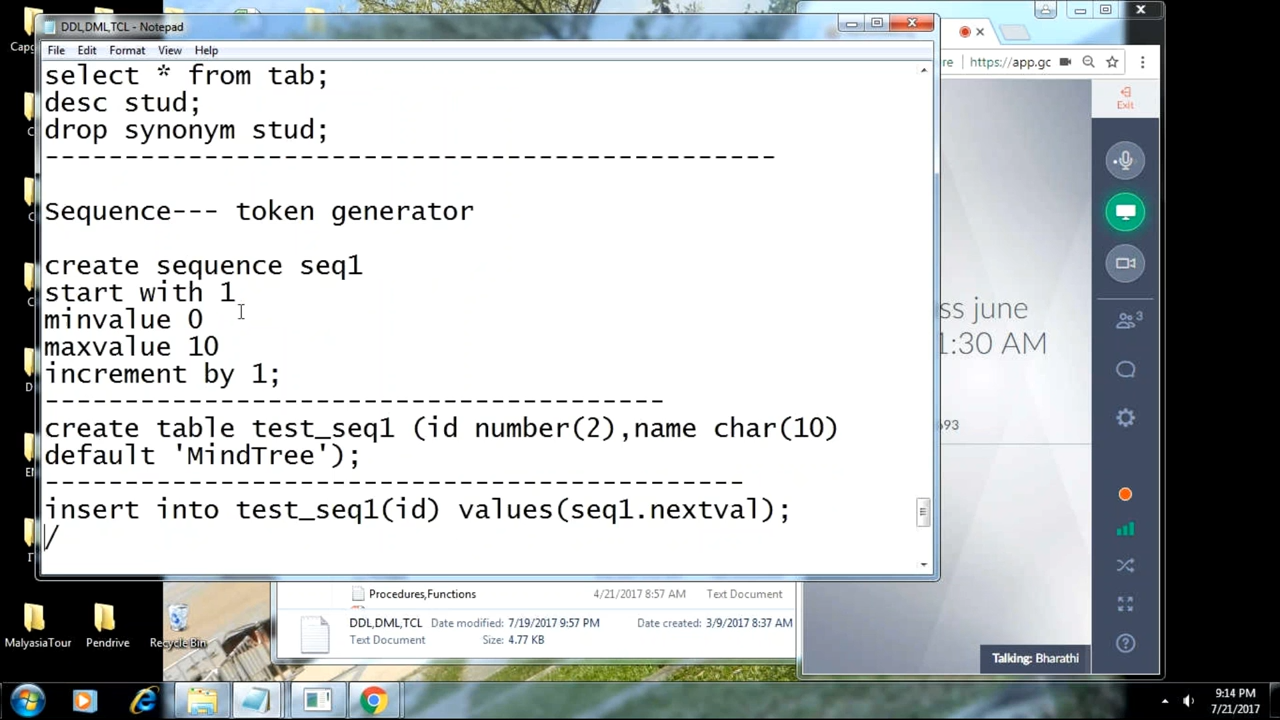 DDL,DML,TCL - Notepad
File Edit Format View Help
select * from tab;
desc stud;
drop synonym stud;
-----------------------------------------------
Sequence--- token generator
create sequence seq1
start with 1
minvalue 0
maxvalue 10
increment by 1;
----------------------------------------
create table test_seq1 (id number(2),name char(10)
default 'MindTree');
---------------------------------------------
insert into test_seq1(id) values(seq1.nextval);
/
https://app.gc
Exit
3
ss june
1:30 AM
693
Talking: Bharathi
Procedures,Functions 4/21/2017 8:57 AM Text Document
DDL,DML,TCL Date modified: 7/19/2017 9:57 PM Date created: 3/9/2017 8:37 AM
Text Document Size: 4.77 KB
MalyasiaTour Pendrive Recycle Bin
9:14 PM
7/21/2017